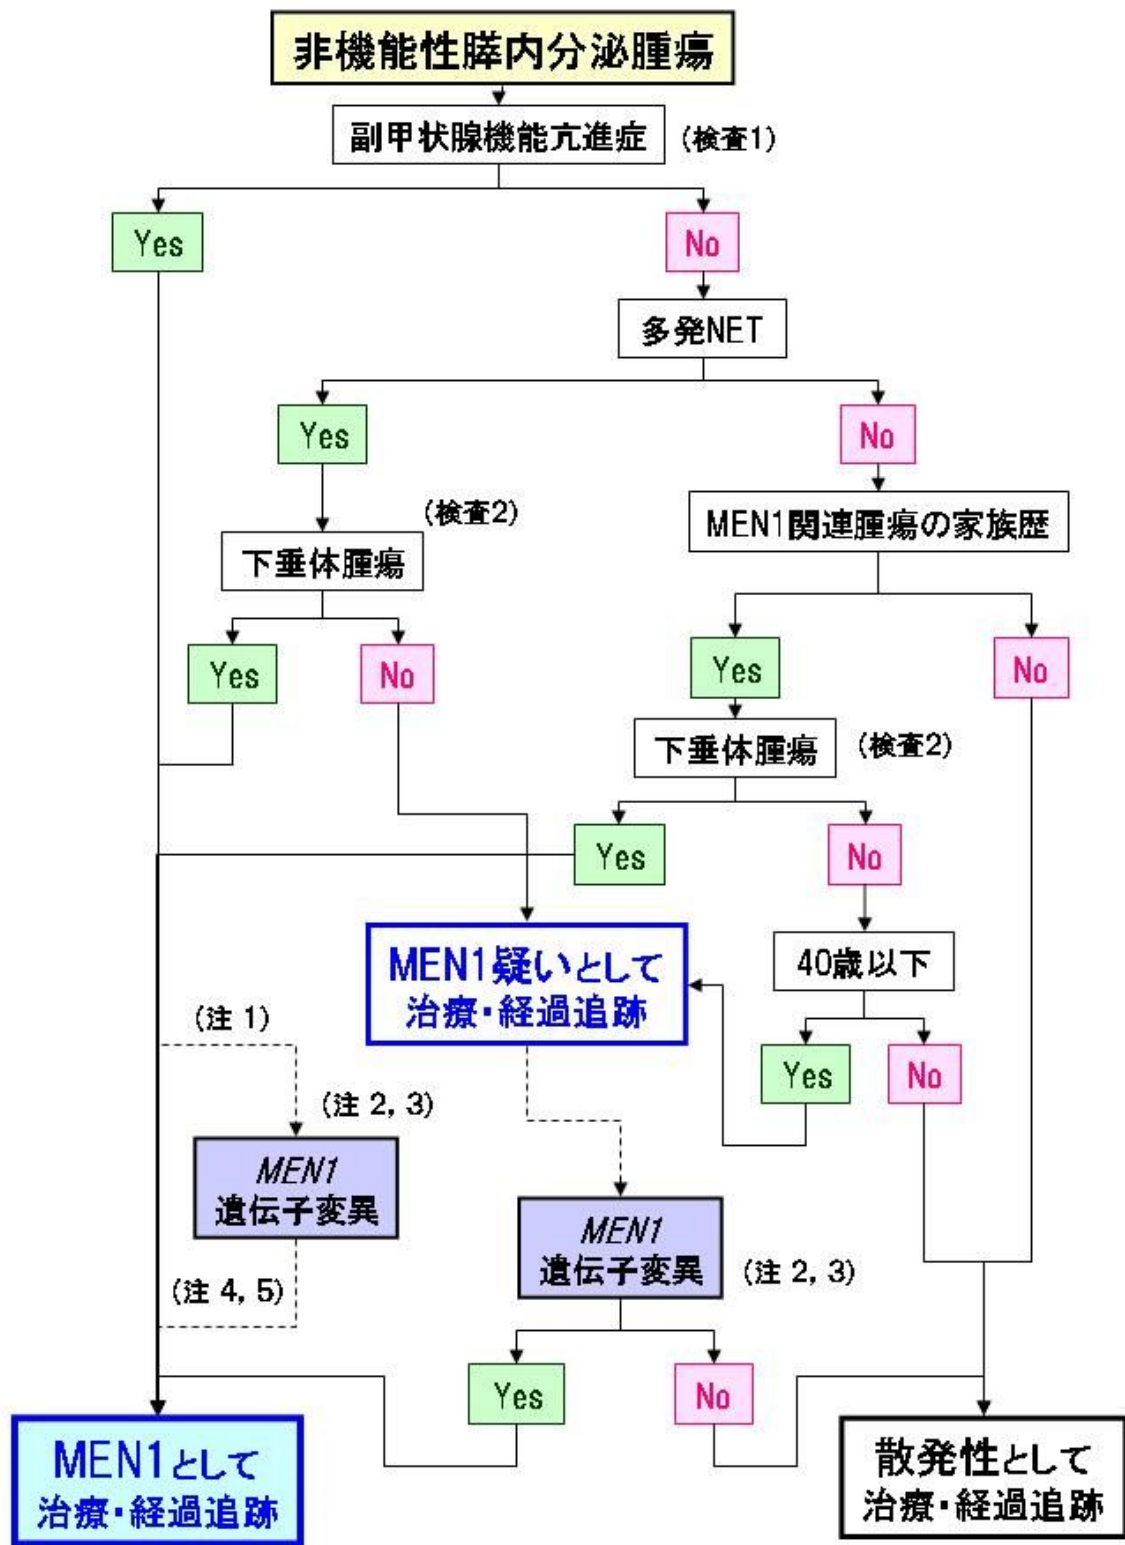 非機能性膵内分泌腫瘍
副甲状腺機能亢進症
(検査1)
Yes
No
多発NET
Yes
No
(検査2)
下垂体腫瘍
MEN1関連腫瘍の家族歴
Yes
No
Yes
No
下垂体腫瘍
(検査2)
Yes
No
MEN1疑いとして
治療・経過追跡
40歳以下
Yes
No
(注 1)
(注 2, 3)
MEN1
遺伝子変異
MEN1
遺伝子変異
(注 2, 3)
(注 4, 5)
Yes
No
MEN1として
治療・経過追跡
散発性として
治療・経過追跡